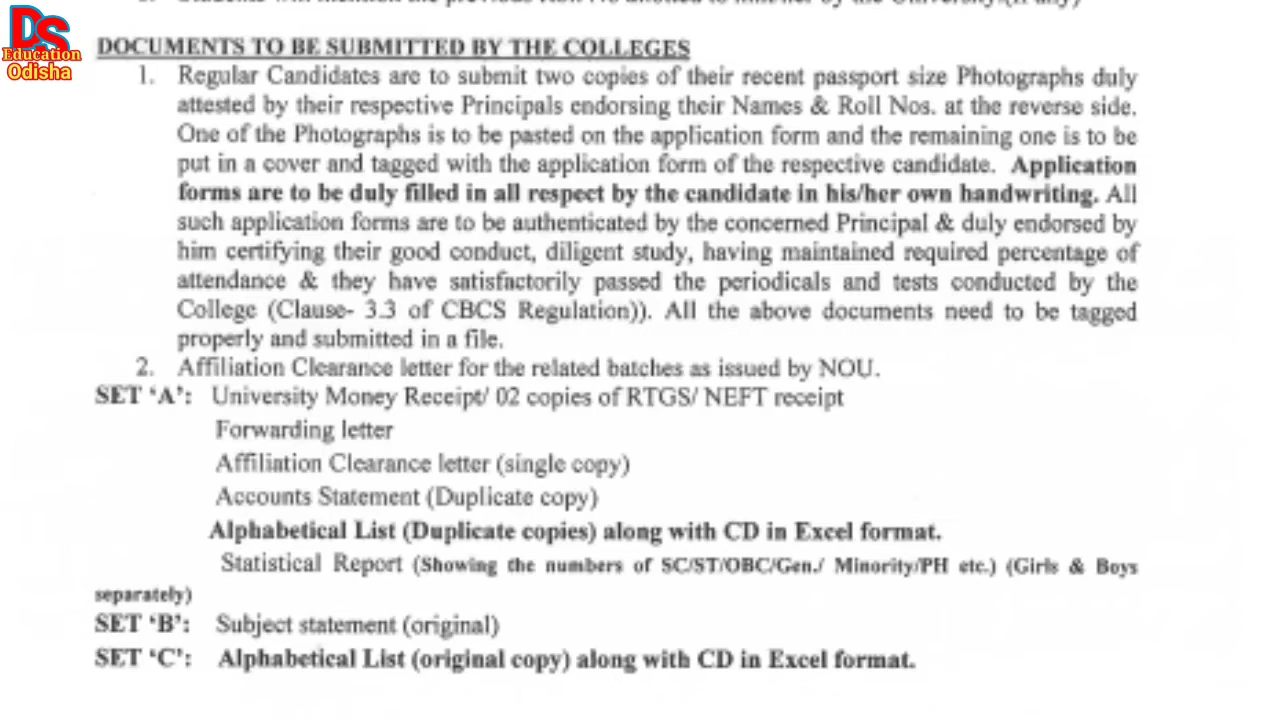 DS
Education
Odisha
DOCUMENTS TO BE SUBMITTED BY THE COLLEGES
1. Regular Candidates are to submit two copies of their recent passport size Photographs duly
attested by their respective Principals endorsing their Names & Roll Nos. at the reverse side.
One of the Photographs is to be pasted on the application form and the remaining one is to be
put in a cover and tagged with the application form of the respective candidate. Application
forms are to be duly filled in all respect by the candidate in his/her own handwriting. All
such application forms are to be authenticated by the concerned Principal & duly endorsed by
him certifying their good conduct, diligent study, having maintained required percentage of
attendance & they have satisfactorily passed the periodicals and tests conducted by the
College (Clause- 3.3 of CBCS Regulation)). All the above documents need to be tagged
properly and submitted in a file.
2. Affiliation Clearance letter for the related batches as issued by NOU.
SET ‘A’: University Money Receipt/ 02 copies of RTGS/ NEFT receipt
Forwarding letter
Affiliation Clearance letter (single copy)
Accounts Statement (Duplicate copy)
Alphabetical List (Duplicate copies) along with CD in Excel format.
Statistical Report (Showing the numbers of SC/ST/OBC/Gen./ Minority/PH etc.) (Girls & Boys
separately)
SET ‘B’: Subject statement (original)
SET ‘C’: Alphabetical List (original copy) along with CD in Excel format.